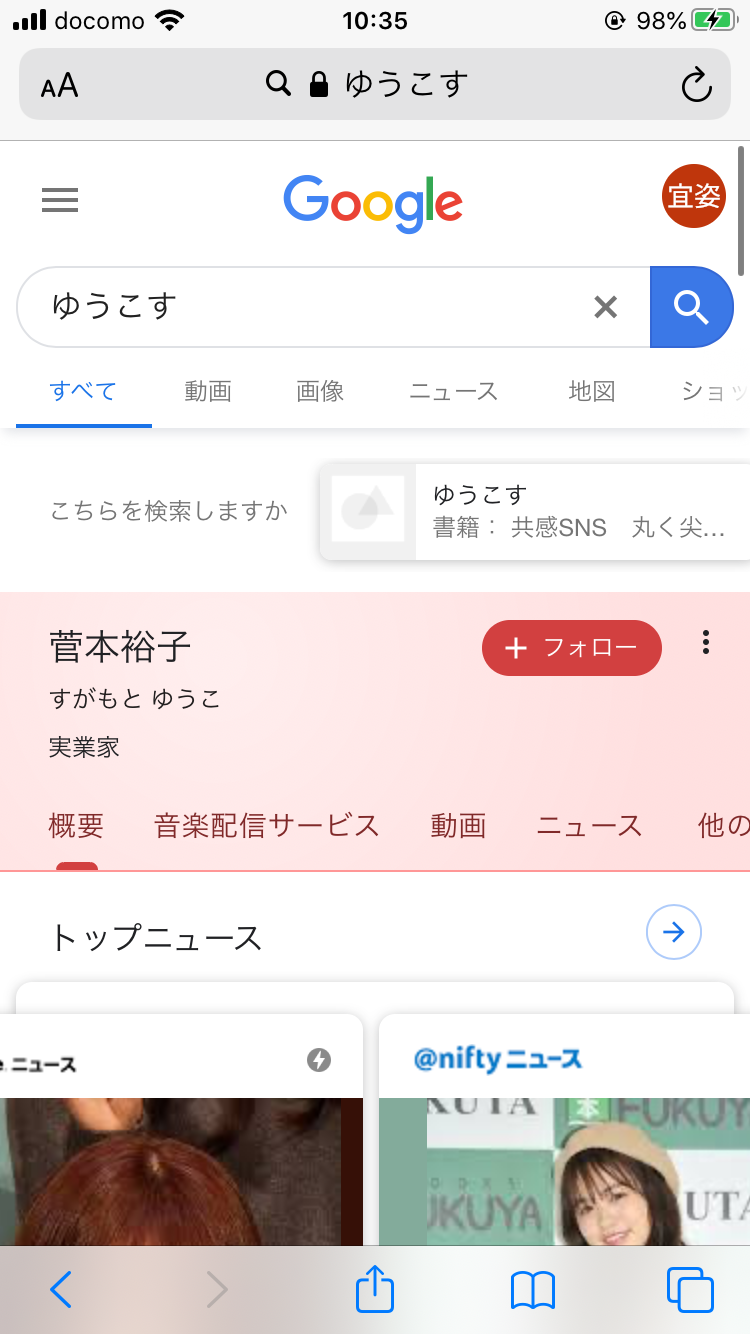 docomo 10:35 98%
AA ゆうこす
Google 宜姿
ゆうこす
すべて 動画 画像 ニュース 地図 ショッ
こちらを検索しますか
ゆうこす
書籍： 共感SNS 丸く尖...
菅本裕子
＋ フォロー
すがもと ゆうこ
実業家
概要 音楽配信サービス 動画 ニュース 他の
トップニュース
e. ニュース
@nifty ニュース
KUTA 本 FUKUY
FUKUYA UTA